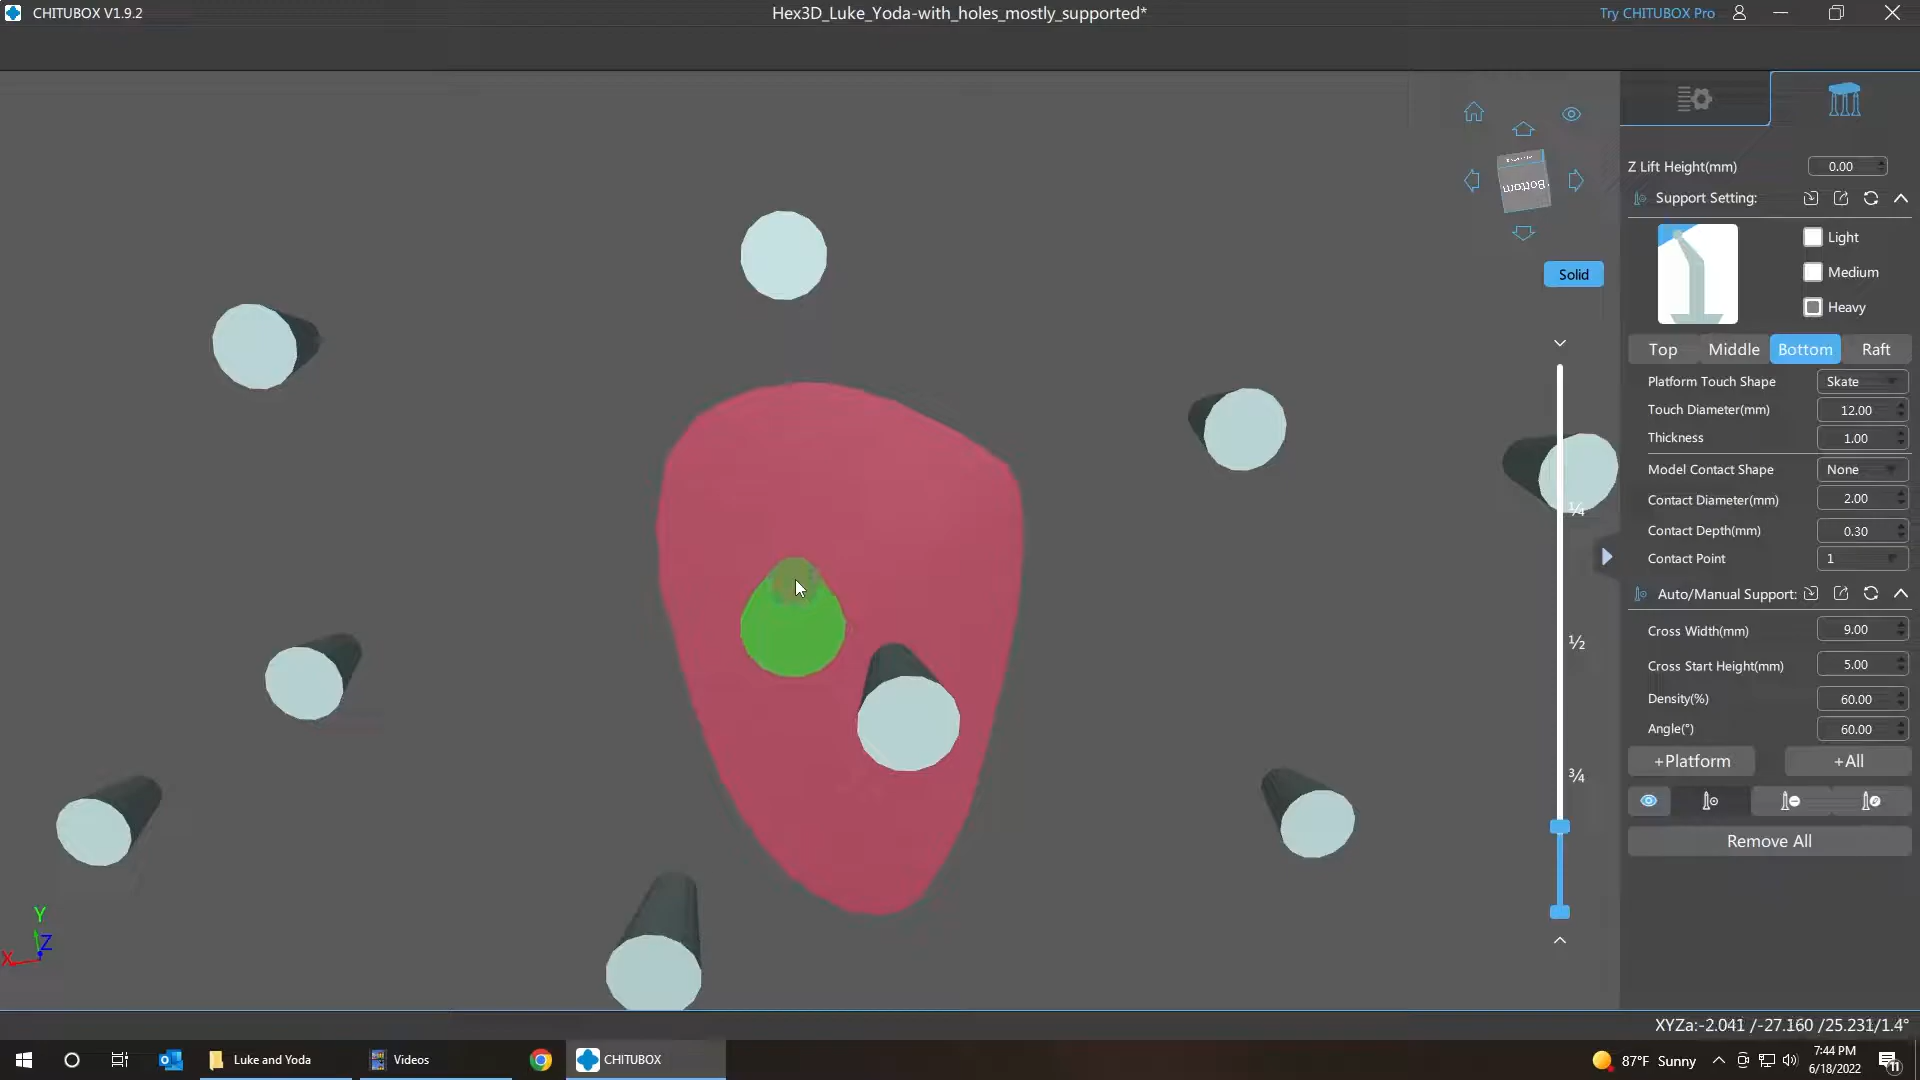 CHITUBOX V1.9.2
Hex3D_Luke_Yoda-with_holes_mostly_supported*
Try CHITUBOX Pro
Z Lift Height(mm) 0.00
Support Setting:
Bottom
Light
Solid
Medium
Heavy
Top Middle Bottom Raft
Platform Touch Shape Skate
Touch Diameter(mm) 12.00
Thickness 1.00
Model Contact Shape None
Contact Diameter(mm) 2.00
¼
Contact Depth(mm) 0.30
Contact Point 1
Auto/Manual Support:
Cross Width(mm) 9.00
½
Cross Start Height(mm) 5.00
Density(%) 60.00
Angle(°) 60.00
+Platform +All
¾
Remove All
Y
Z
X
XYZa:-2.041 /-27.160 /25.231/1.4°
Luke and Yoda
Videos
CHITUBOX
87°F Sunny
7:44 PM
6/18/2022
11